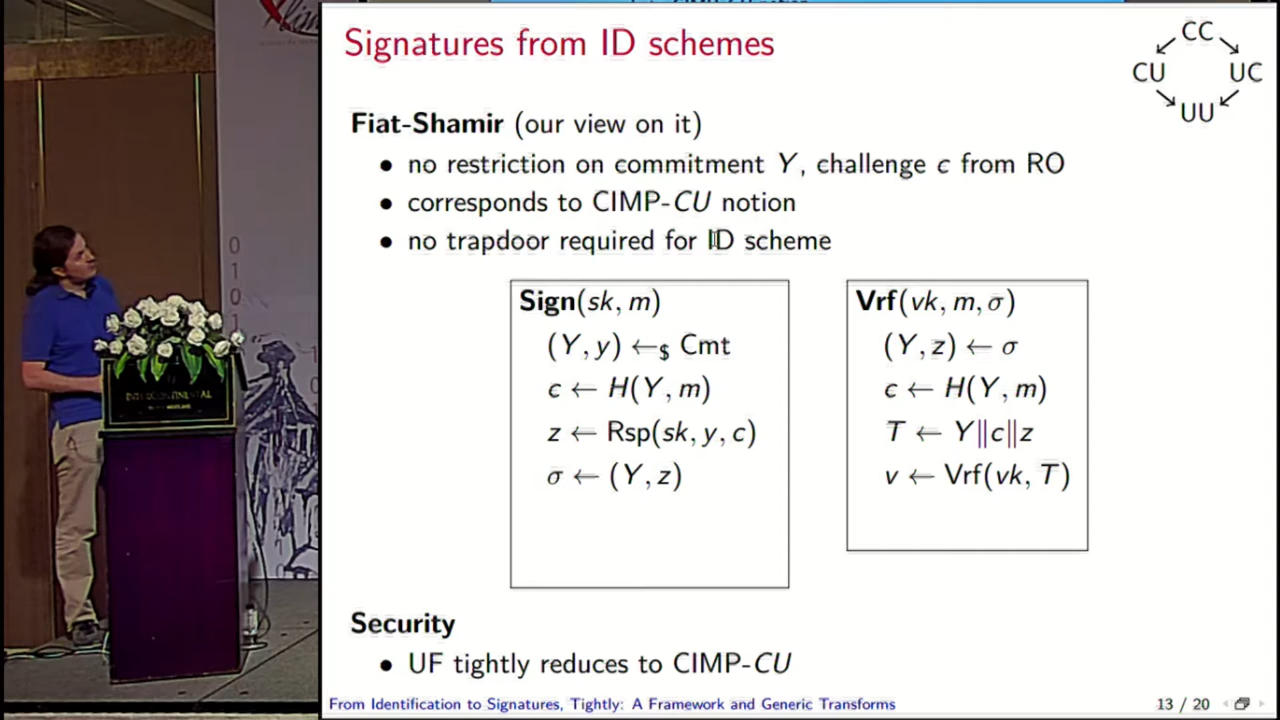 Signatures from ID schemes
CC
CU UC
UU
Fiat-Shamir (our view on it)
• no restriction on commitment Y, challenge c from RO
• corresponds to CIMP-CU notion
• no trapdoor required for ID scheme
Sign(sk, m)
(Y, y) ←$ Cmt
c ← H(Y, m)
z ← Rsp(sk, y, c)
σ ← (Y, z)
Vrf(vk, m, σ)
(Y, z) ← σ
c ← H(Y, m)
T ← Y‖c‖z
v ← Vrf(vk, T)
Security
• UF tightly reduces to CIMP-CU
From Identification to Signatures, Tightly: A Framework and Generic Transforms
13 / 20
INTERCONTINENTAL